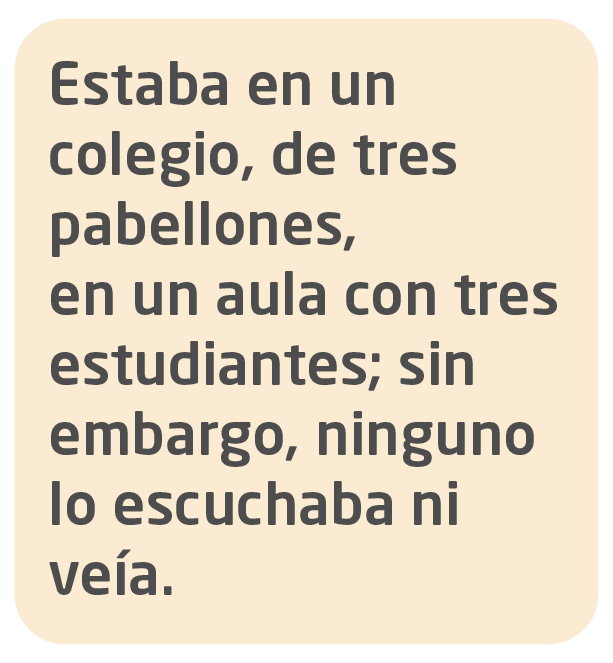 Estaba en un
colegio, de tres
pabellones,
en un aula con tres
estudiantes; sin
embargo, ninguno
lo escuchaba ni
veía.